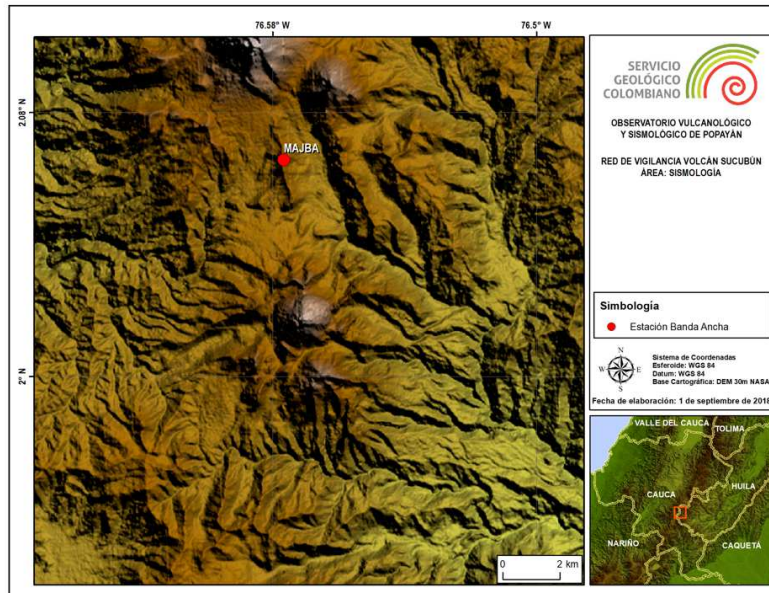 76.58° W
76.5° W
2.08° N
2° N
MAJBA
0
2 km
SERVICIO
GEOLÓGICO
COLOMBIANO
OBSERVATORIO VULCANOLÓGICO
Y SISMOLÓGICO DE POPAYÁN
RED DE VIGILANCIA VOLCÁN SUCUBÚN
ÁREA: SISMOLOGÍA
Simbología
Estación Banda Ancha
N
W
E
S
Sistema de Coordenadas
Esferoide: WGS 84
Datum: WGS 84
Base Cartográfica: DEM 30m NASA
Fecha de elaboración: 1 de septiembre de 2018
VALLE DEL CAUCA
TOLIMA
HUILA
CAUCA
NARIÑO
CAQUETÁ